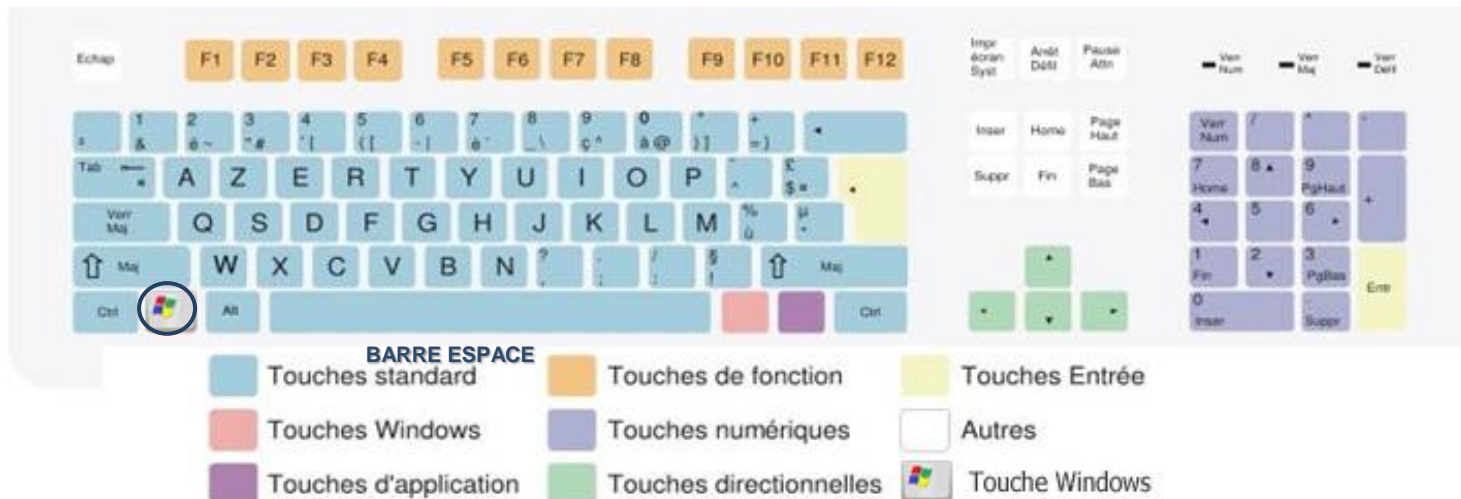 Echap F1 F2 F3 F4 F5 F6 F7 F8 F9 F10 F11 F12 Impr écran Syst Arrêt Défil Pause Attn Verr Num Verr Maj Verr Défil
1 & 2 é ~ 3 " # 4 ' [ 5 ( [ 6 - | 7 è ` 8 _ \ 9 ç ^ 0 à @ ° ) ] + = } Inser Home Page Haut Verr Num / * -
Tab A Z E R T Y U I O P ¨ ^ £ $ ¤ Suppr Fin Page Bas 7 Home 8 9 PgHaut +
Verr Maj Q S D F G H J K L M % ù µ * 4 5 6
Maj W X C V B N ? , . ; / : § ! Maj 1 Fin 2 3 PgBas Entr
Ctrl Alt Ctrl 0 Inser . Suppr
BARRE ESPACE
Touches standard Touches de fonction Touches Entrée
Touches Windows Touches numériques Autres
Touches d'application Touches directionnelles Touche Windows